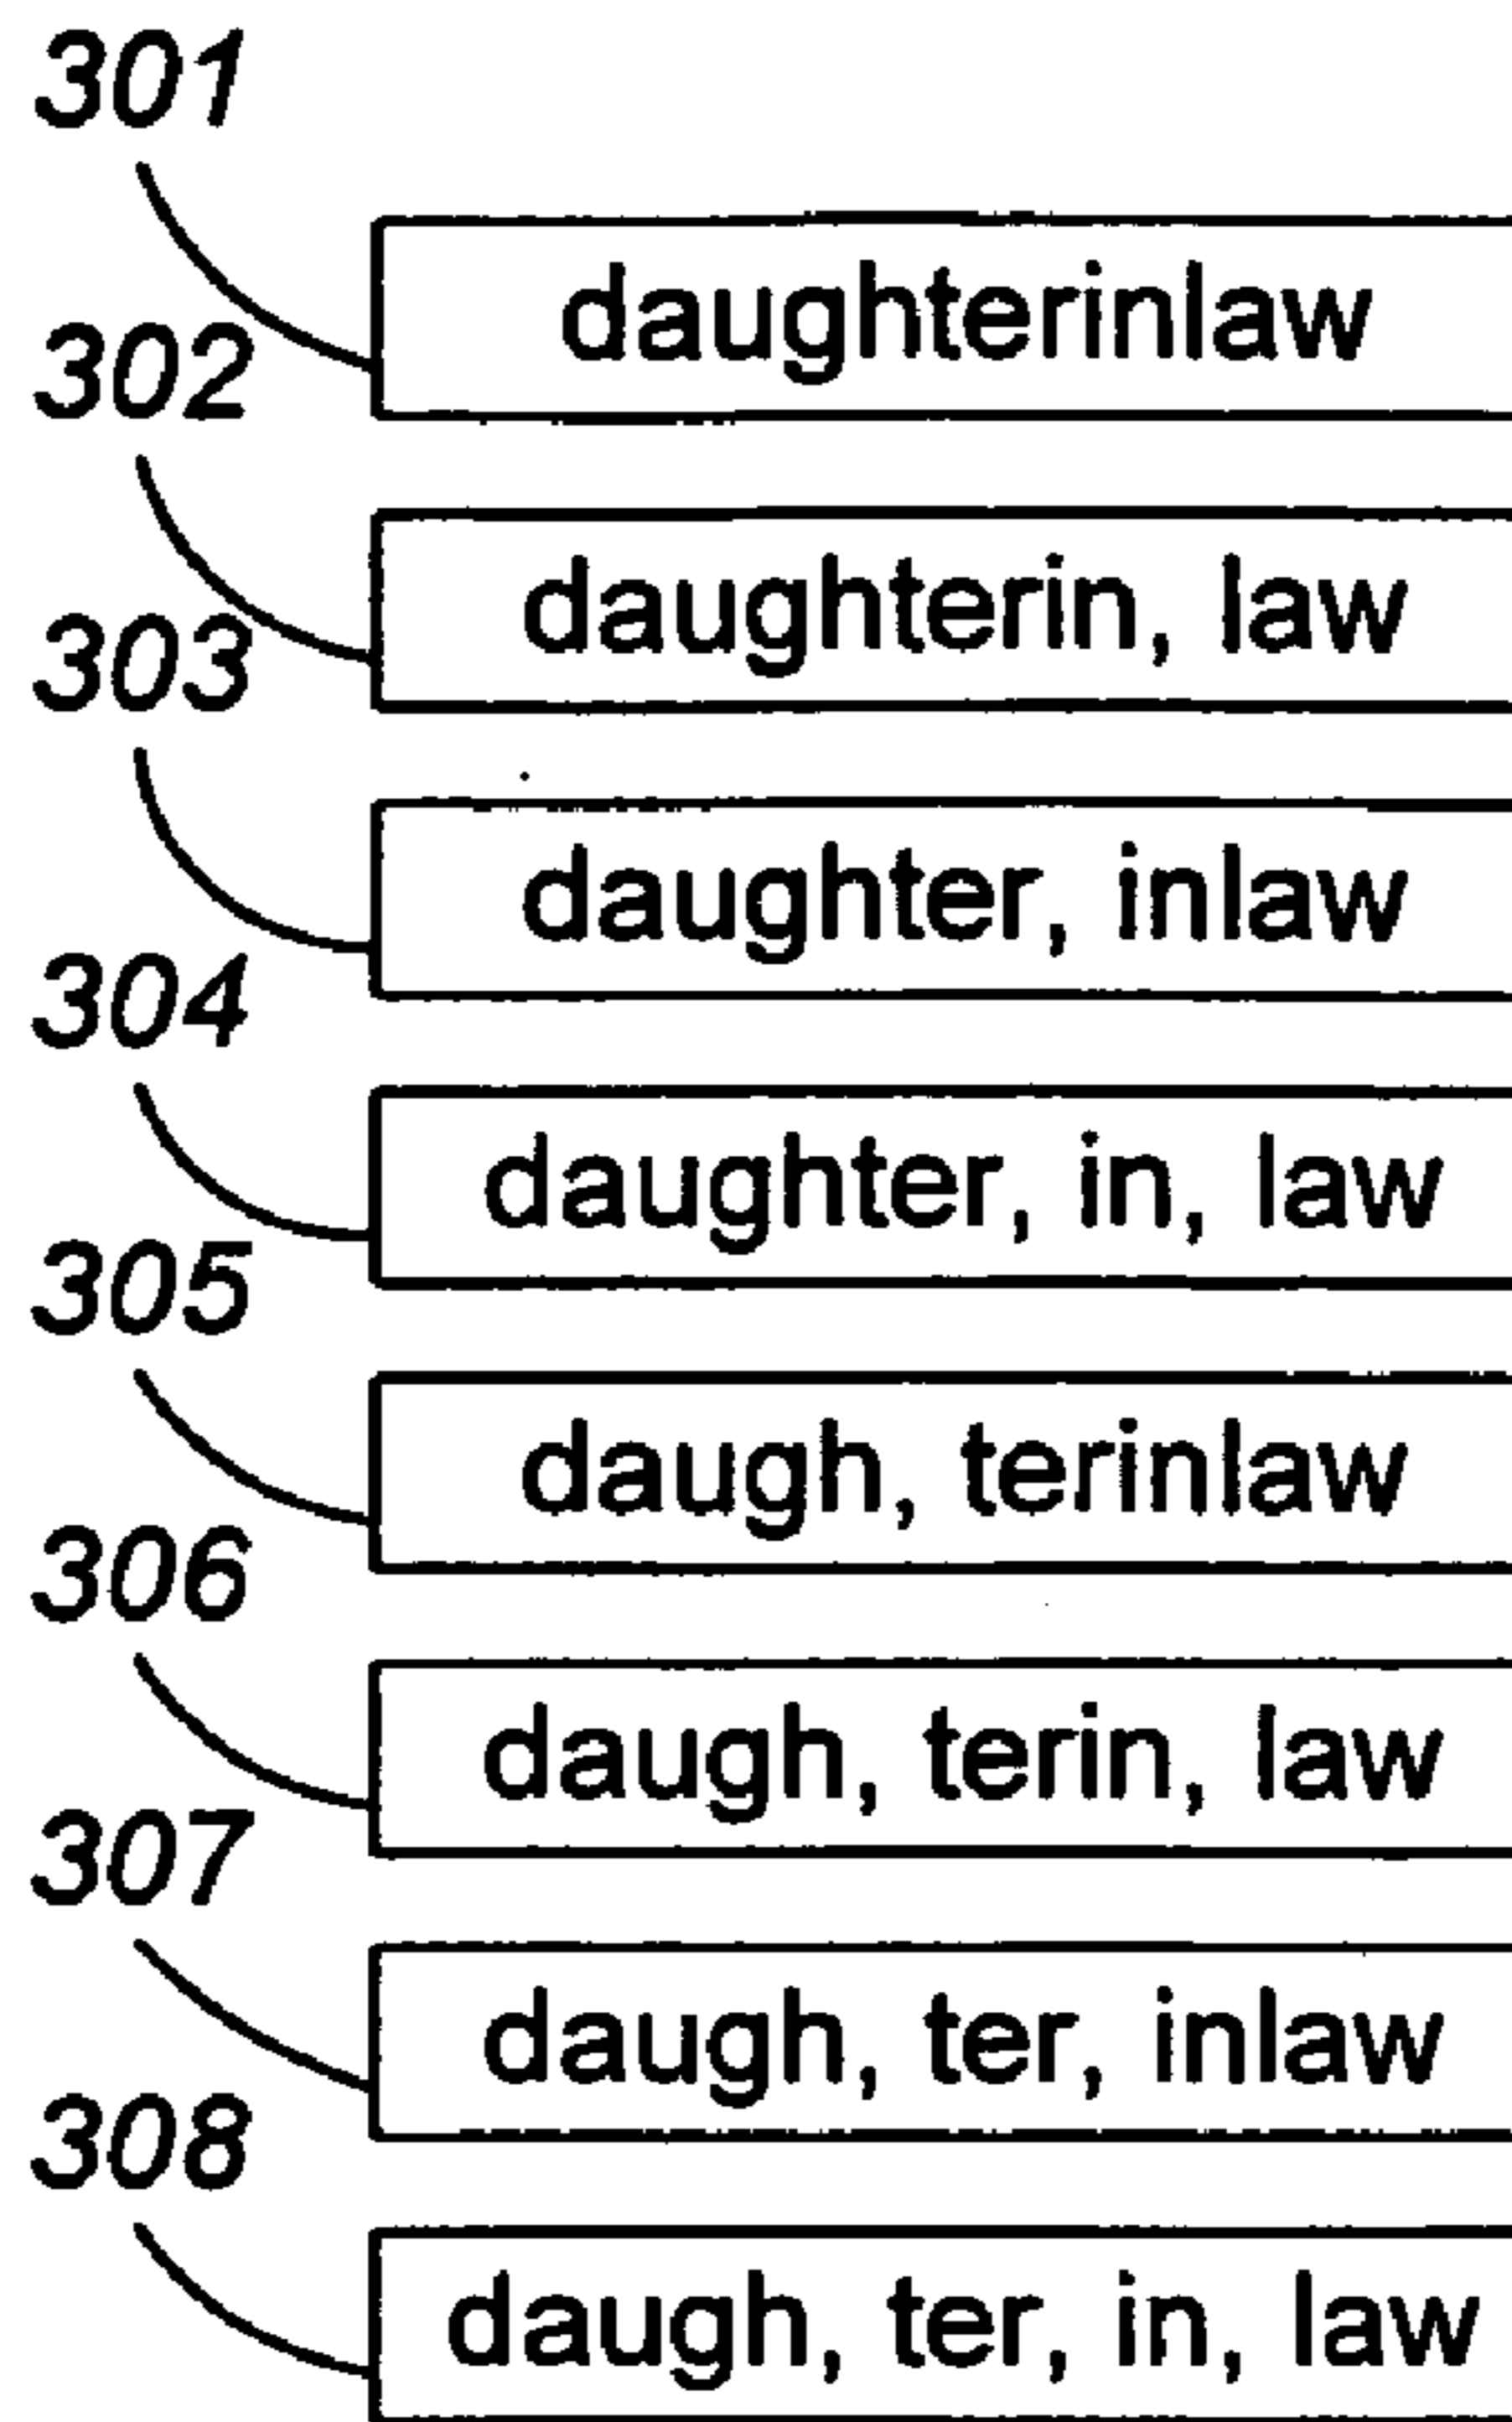 301
daughterinlaw
302
daughterin, law
303
daughter, inlaw
304
daughter, in, law
305
daugh, terinlaw
306
daugh, terin, law
307
daugh, ter, inlaw
308
daugh, ter, in, law